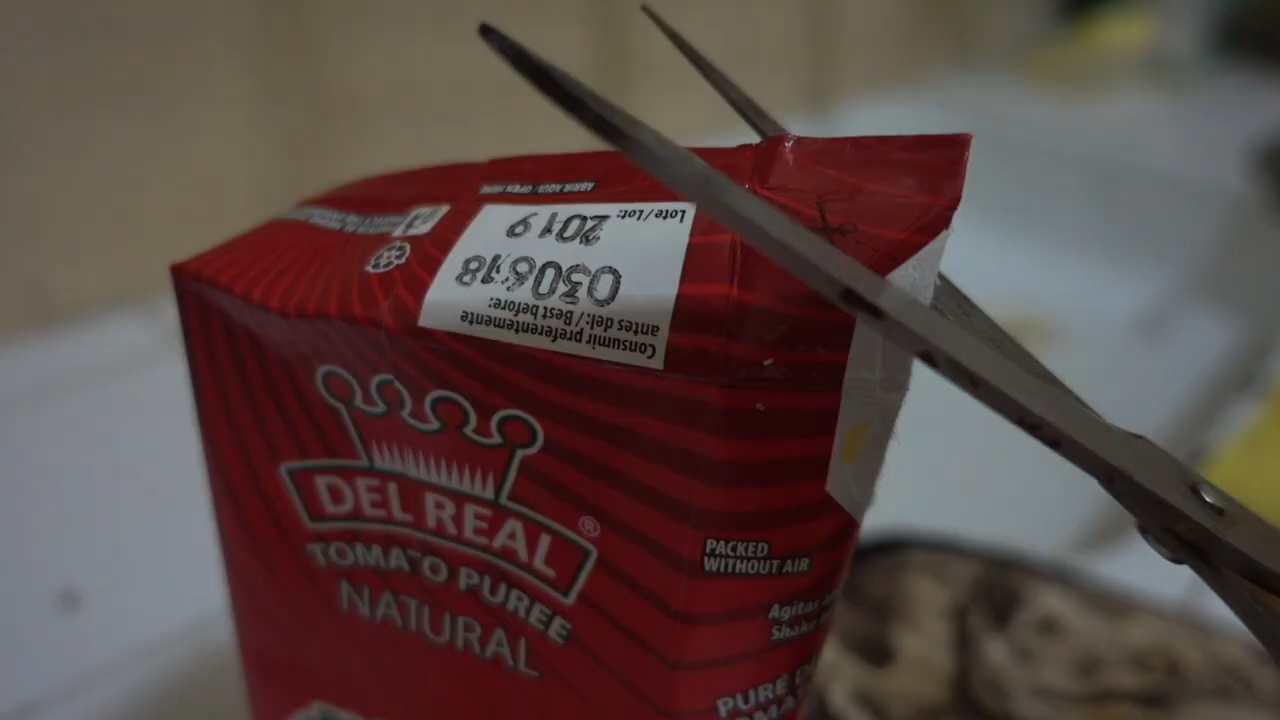 ABRIR AQUI - OPEN HERE
Consumir preferentemente
antes del:/Best before:
030618
Lote/Lot:
2019
DEL REAL
®
TOMATO PUREE
NATURAL
PACKED
WITHOUT AIR
Agitar
Shake
PURÉ